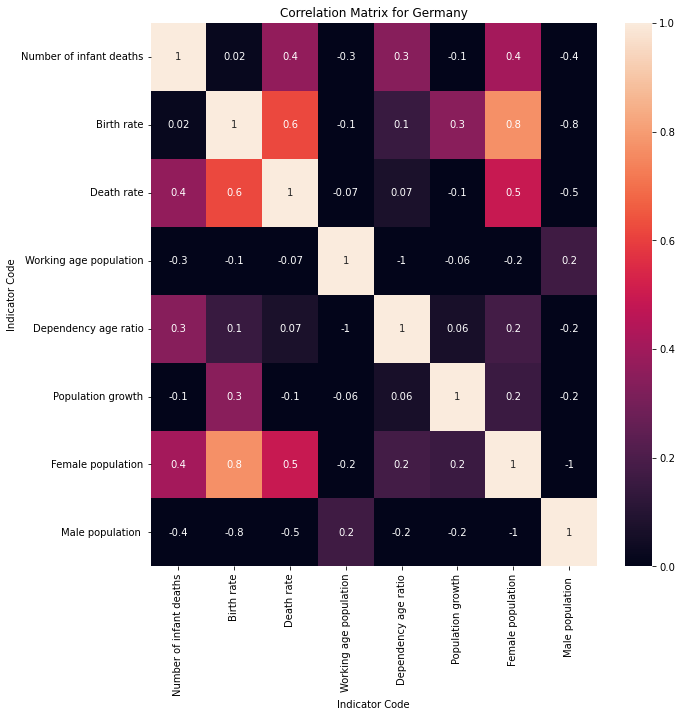 Correlation Matrix for Germany
Number of infant deaths 1 0.02 0.4 -0.3 0.3 -0.1 0.4 -0.4
Birth rate 0.02 1 0.6 -0.1 0.1 0.3 0.8 -0.8
Death rate 0.4 0.6 1 -0.07 0.07 -0.1 0.5 -0.5
Working age population -0.3 -0.1 -0.07 1 -1 -0.06 -0.2 0.2
Dependency age ratio 0.3 0.1 0.07 -1 1 0.06 0.2 -0.2
Population growth -0.1 0.3 -0.1 -0.06 0.06 1 0.2 -0.2
Female population 0.4 0.8 0.5 -0.2 0.2 0.2 1 -1
Male population -0.4 -0.8 -0.5 0.2 -0.2 -0.2 -1 1
Indicator Code
Number of infant deaths
Birth rate
Death rate
Working age population
Dependency age ratio
Population growth
Female population
Male population
Indicator Code
1.0
0.8
0.6
0.4
0.2
0.0